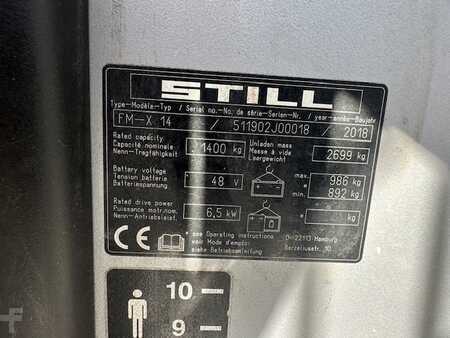 STILL
Type-Modèle-Typ / Serial no.-No. de série-Serien-Nr. / year-année-Baujahr
FM-X 14 / 511902J00018 / 2018
Rated capacity
Capacité nominale
Nenn-Tragfähigkeit
1400 kg
Unladen mass
Masse à vide
Leergewicht
2699 kg
Battery voltage
Tension batterie
Batteriespannung
48 V
max. 986 kg
min. 892 kg
Rated drive power
Puissance motr.nom.
Nenn-Antriebsleist.
6,5 kW
+ kg
CE
* see Operating instructions
voir Mode d'emploi
siehe Betriebsanleitung
D-22113 Hamburg
Berzeliusstr. 10
10
9